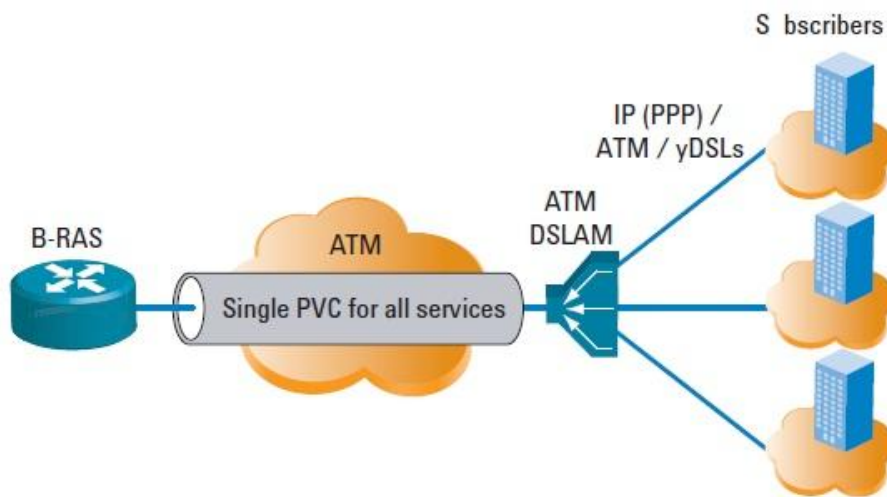 S bscribers
IP (PPP) /
ATM / yDSLs
ATM
DSLAM
B-RAS
ATM
Single PVC for all services